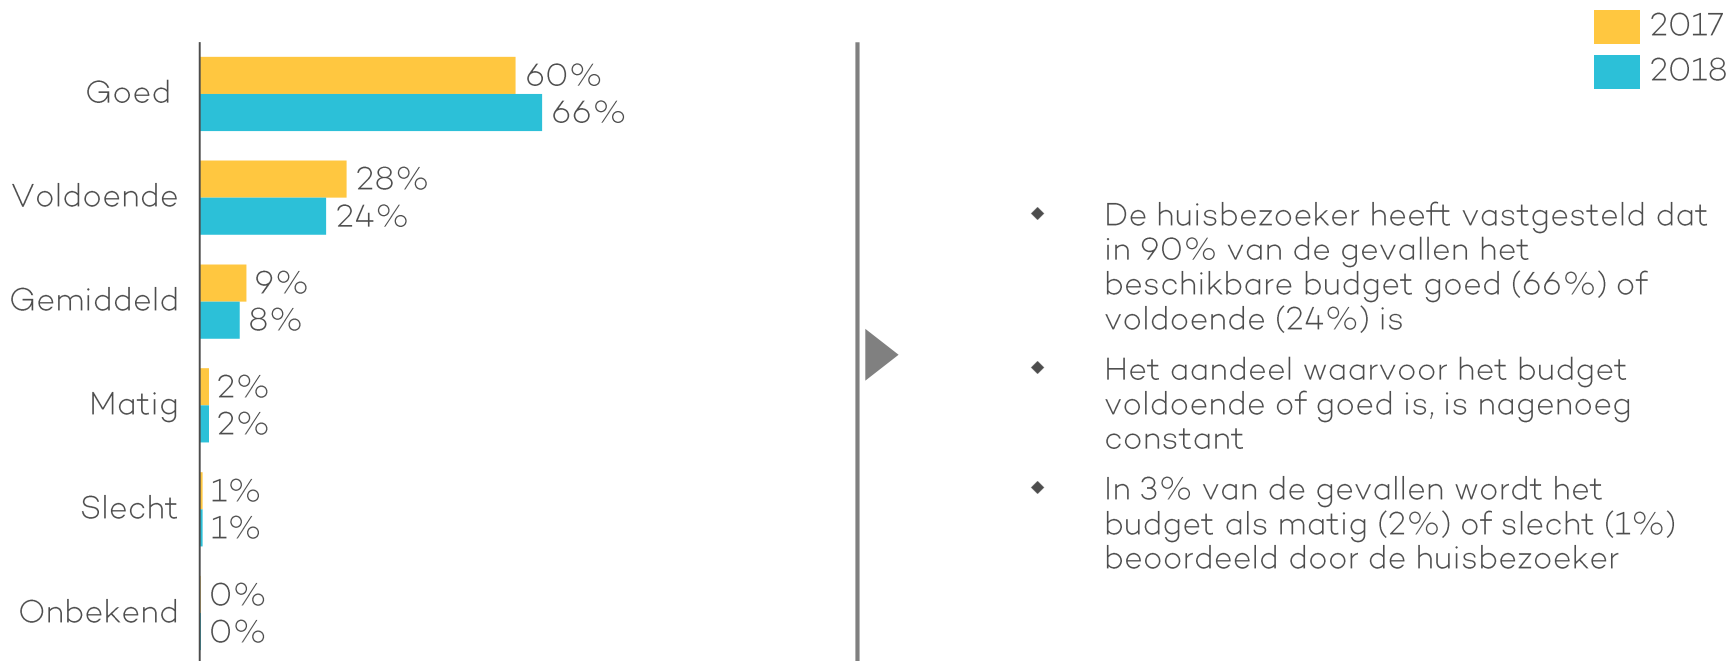 2017
2018
Goed
60%
66%
Voldoende
28%
24%
Gemiddeld
9%
8%
Matig
2%
2%
Slecht
1%
1%
Onbekend
0%
0%
De huisbezoeker heeft vastgesteld dat
in 90% van de gevallen het
beschikbare budget goed (66%) of
voldoende (24%) is
Het aandeel waarvoor het budget
voldoende of goed is, is nagenoeg
constant
In 3% van de gevallen wordt het
budget als matig (2%) of slecht (1%)
beoordeeld door de huisbezoeker